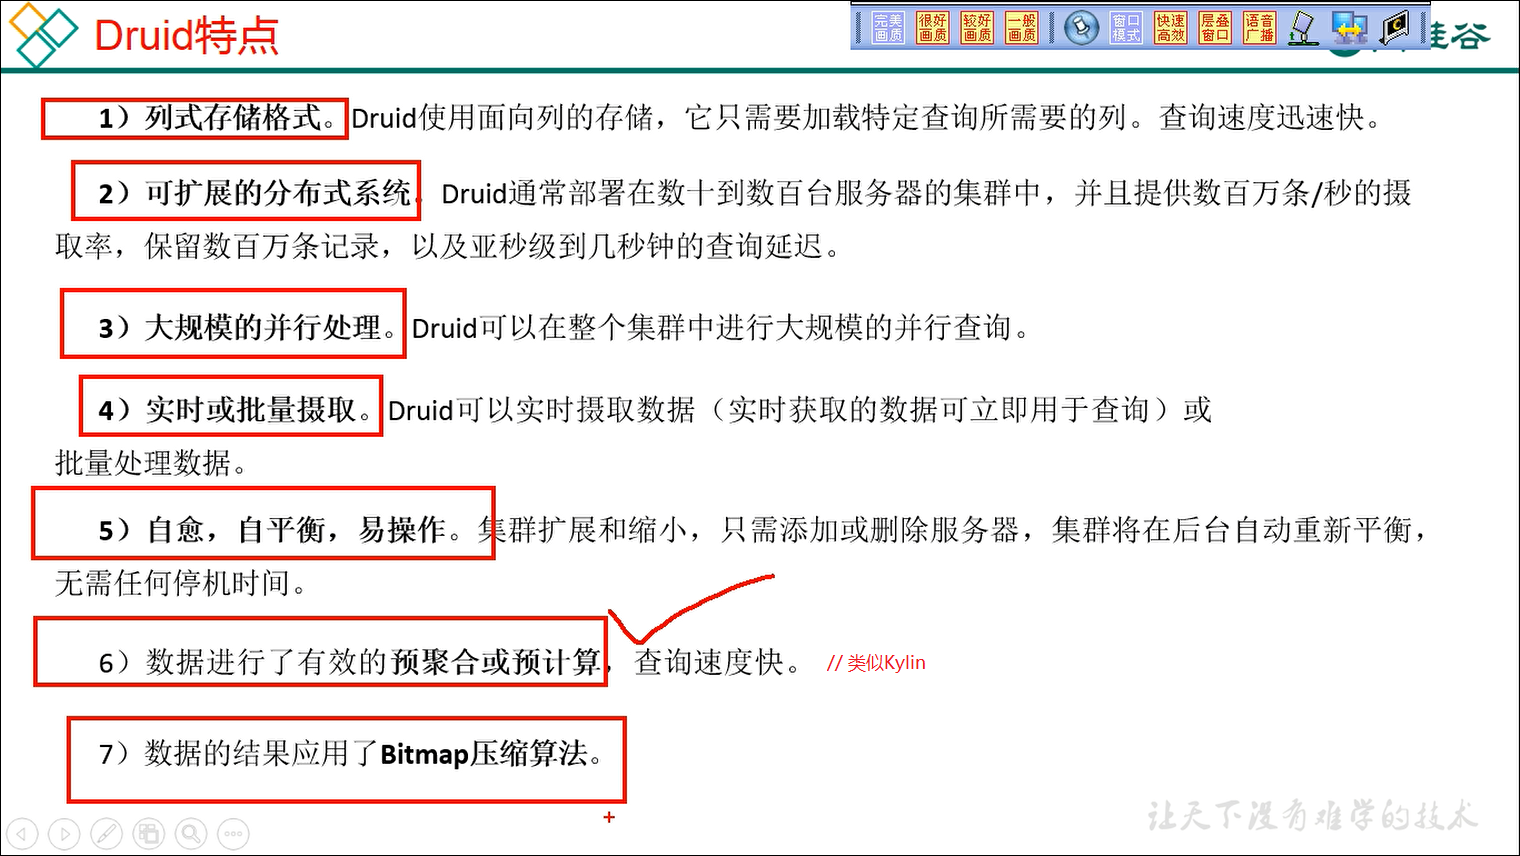 Druid特点
完美画质 很好画质 较好画质 一般画质 窗口模式 快速高效 层叠窗口 语音广播
谷
1）列式存储格式。Druid使用面向列的存储，它只需要加载特定查询所需要的列。查询速度迅速快。
2）可扩展的分布式系统 Druid通常部署在数十到数百台服务器的集群中，并且提供数百万条/秒的摄
取率，保留数百万条记录，以及亚秒级到几秒钟的查询延迟。
3）大规模的并行处理。Druid可以在整个集群中进行大规模的并行查询。
4）实时或批量摄取。Druid可以实时摄取数据（实时获取的数据可立即用于查询）或
批量处理数据。
5）自愈，自平衡，易操作。集群扩展和缩小，只需添加或删除服务器，集群将在后台自动重新平衡，
无需任何停机时间。
6）数据进行了有效的预聚合或预计算，查询速度快。 // 类似Kylin
7）数据的结果应用了Bitmap压缩算法。
让天下没有难学的技术